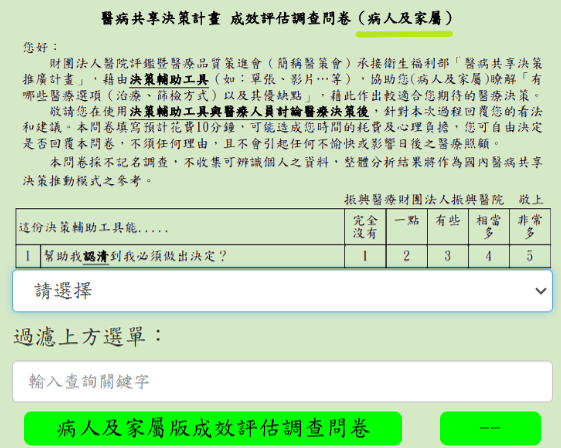 醫病共享決策計畫 成效評估調查問卷（病人及家屬）
您好：
財團法人醫院評鑑暨醫療品質策進會（簡稱醫策會）承接衛生福利部「醫病共享決策
推廣計畫」，藉由決策輔助工具（如：單張、影片…等），協助您(病人及家屬)瞭解「有
哪些醫療選項（治療、篩檢方式）以及其優缺點」，藉此作出較適合您期待的醫療決策。
敬請您在使用決策輔助工具與醫療人員討論醫療決策後，針對本次過程回覆您的看法
和建議。本問卷填寫預計花費10分鐘，可能造成您時間的耗費及心理負擔，您可自由決定
是否回覆本問卷，不須任何理由，且不會引起任何不愉快或影響日後之醫療照顧。
本問卷採不記名調查，不收集可辨識個人之資料，整體分析結果將作為國內醫病共享
決策推動模式之參考。
振興醫療財團法人振興醫院 敬上
這份決策輔助工具能..... 完全沒有 一點 有些 相當多 非常多
1 幫助我認清到我必須做出決定？ 1 2 3 4 5
請選擇
過濾上方選單：
輸入查詢關鍵字
病人及家屬版成效評估調查問卷 --